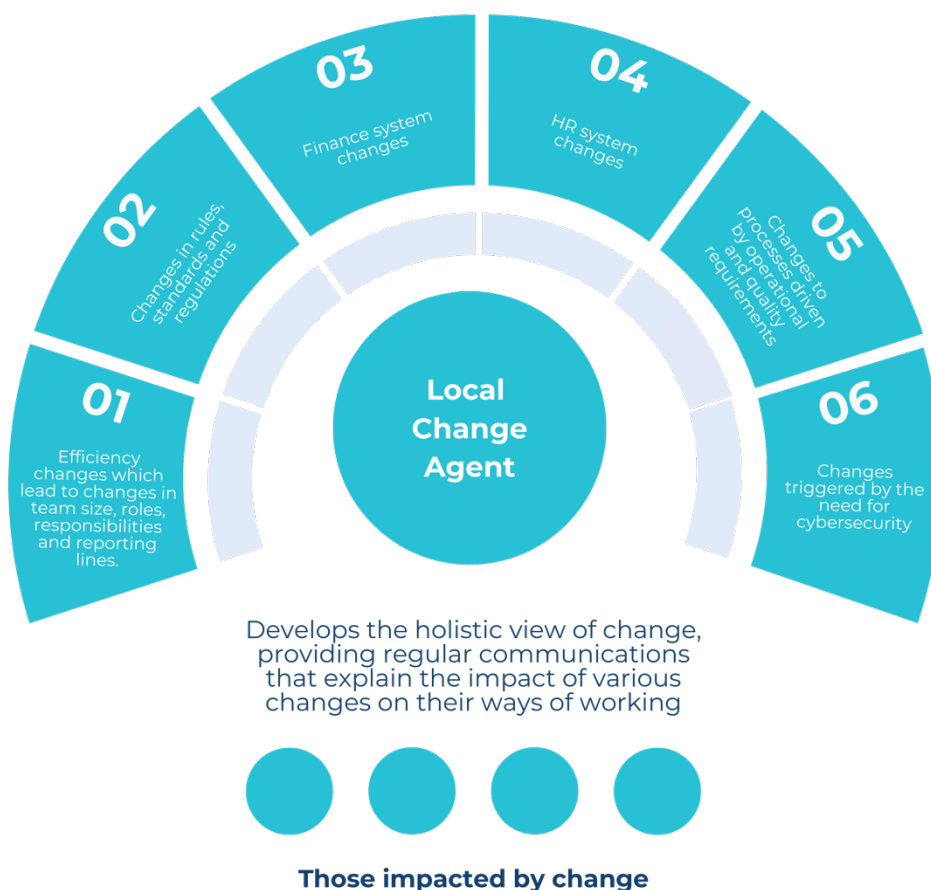 01
Efficiency
changes which
lead to changes in
team size, roles,
responsibilities
and reporting
lines.
02
Changes in rules,
standards and
regulations
03
Finance system
changes
04
HR system
changes
05
Changes to
processes driven
by operational
and quality
requirements
06
Changes
triggered by the
need for
cybersecurity
Local
Change
Agent
Develops the holistic view of change,
providing regular communications
that explain the impact of various
changes on their ways of working
Those impacted by change